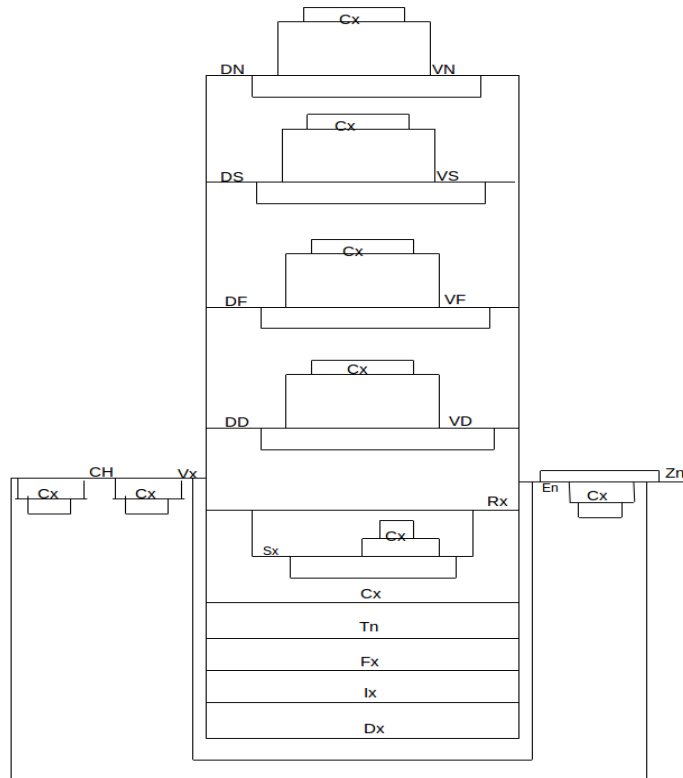 Cx
DN VN
Cx
DS VS
Cx
DF VF
Cx
DD VD
CH Vx Zn
Cx Cx En Cx
Rx
Cx
Sx
Cx
Tn
Fx
Ix
Dx